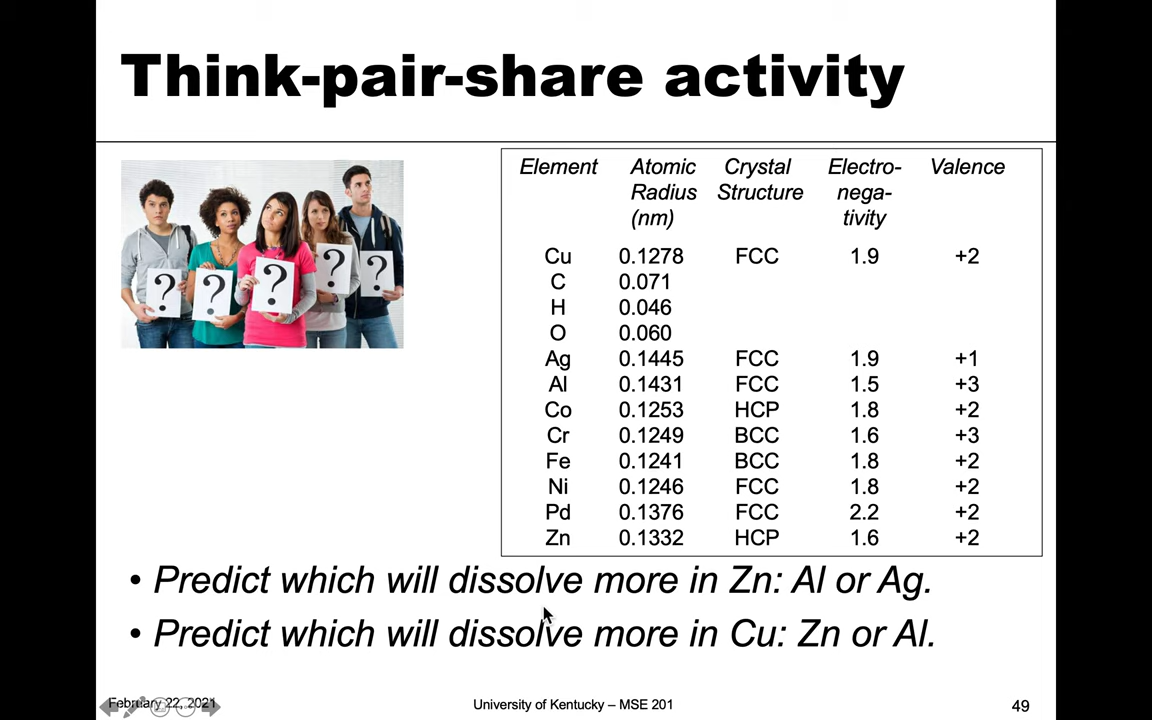 Think-pair-share activity
? ? ? ? ?
Element Atomic Crystal Electro- Valence
Radius Structure nega-
(nm) tivity
Cu 0.1278 FCC 1.9 +2
C 0.071
H 0.046
O 0.060
Ag 0.1445 FCC 1.9 +1
Al 0.1431 FCC 1.5 +3
Co 0.1253 HCP 1.8 +2
Cr 0.1249 BCC 1.6 +3
Fe 0.1241 BCC 1.8 +2
Ni 0.1246 FCC 1.8 +2
Pd 0.1376 FCC 2.2 +2
Zn 0.1332 HCP 1.6 +2
• Predict which will dissolve more in Zn: Al or Ag.
• Predict which will dissolve more in Cu: Zn or Al.
February 22, 2021 University of Kentucky – MSE 201 49